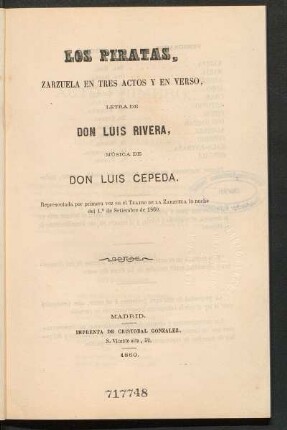 LOS PIRATAS,
ZARZUELA EN TRES ACTOS Y EN VERSO,
LETRA DE
DON LUIS RIVERA,
MÚSICA DE
DON LUIS CEPEDA.
Representada por primera vez en el TEATRO DE LA ZARZUELA la noche
del 1.º de Setiembre de 1860.
MADRID.
IMPRENTA DE CRISTOBAL GONZALEZ.
S. Vicente alta, 52.
1860.
717748